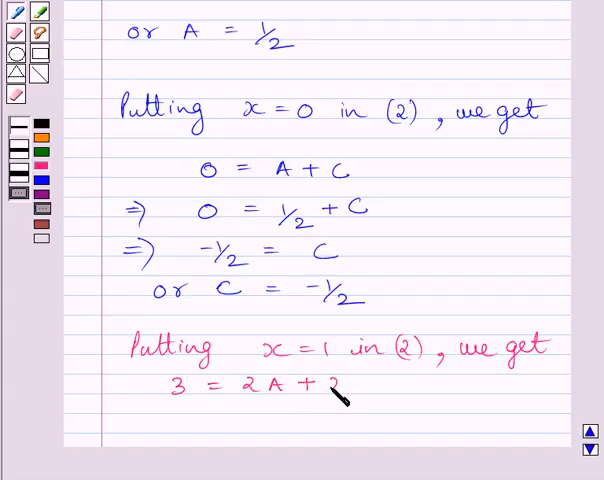 or A = 1/2
Putting x = 0 in (2), we get
0 = A + C
⇒ 0 = 1/2 + C
⇒ -1/2 = C
or C = -1/2
Putting x = 1 in (2), we get
3 = 2A +